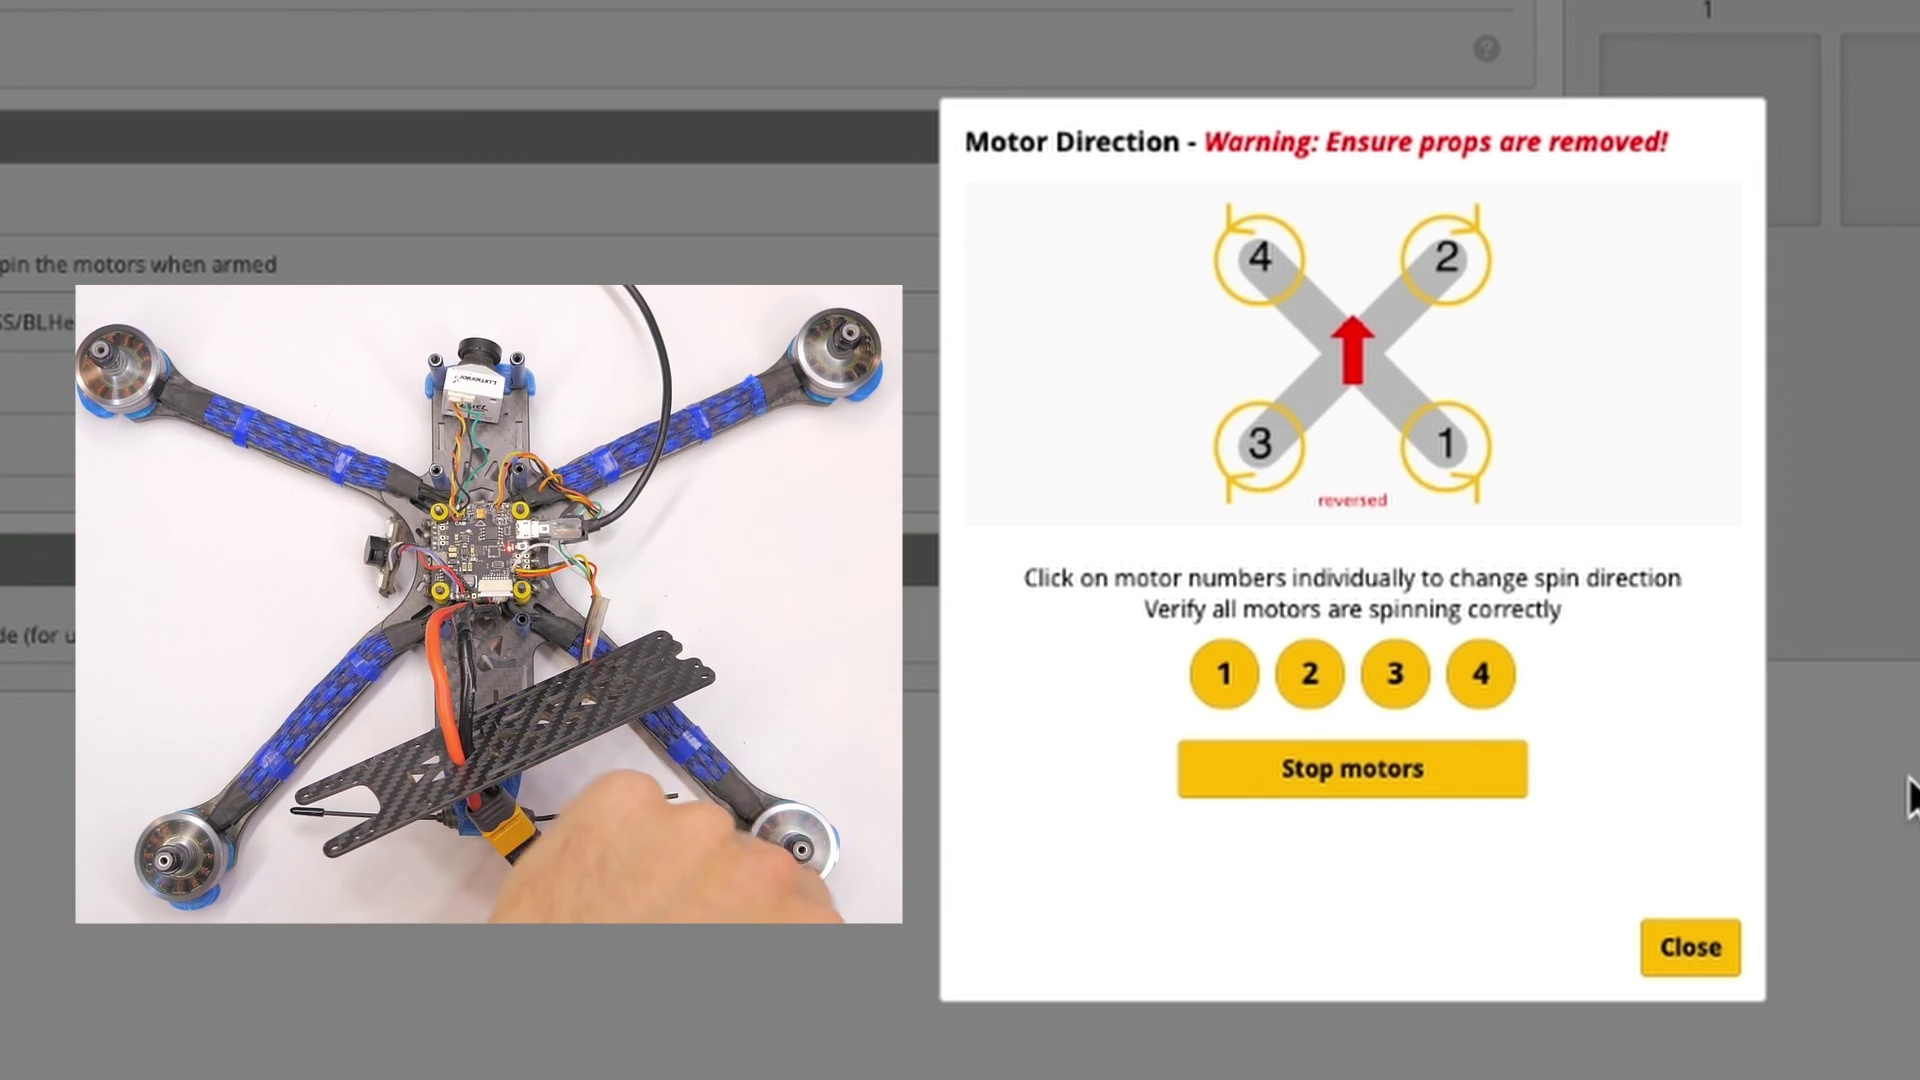 1
?
pin the motors when armed
SS/BLHe
de (for u
Motor Direction - Warning: Ensure props are removed!
4 2
3 1
reversed
Click on motor numbers individually to change spin direction
Verify all motors are spinning correctly
1 2 3 4
Stop motors
Close
Lumenier
CAM